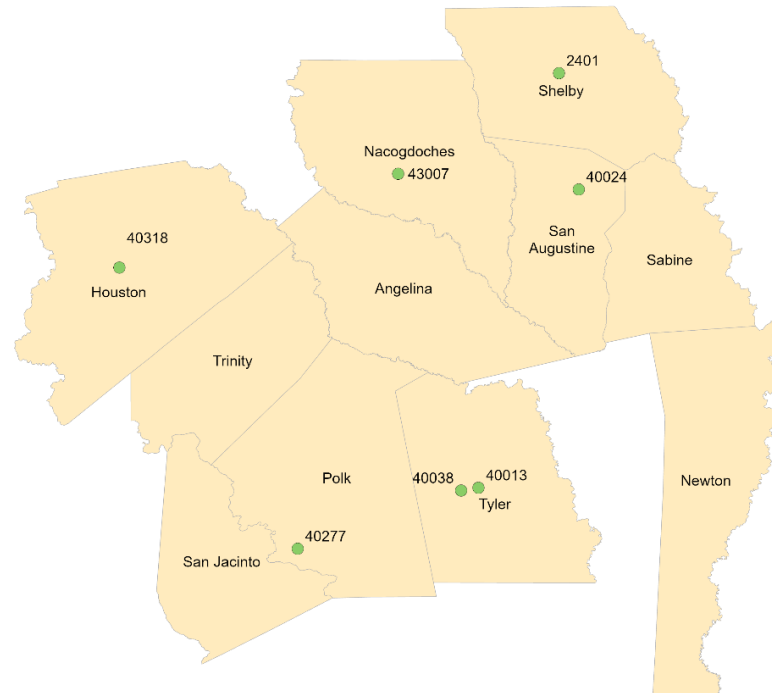 2401
Shelby
Nacogdoches
43007
40024
San
Augustine
40318
Houston
Sabine
Angelina
Trinity
Polk
40038
40013
Tyler
Newton
40277
San Jacinto